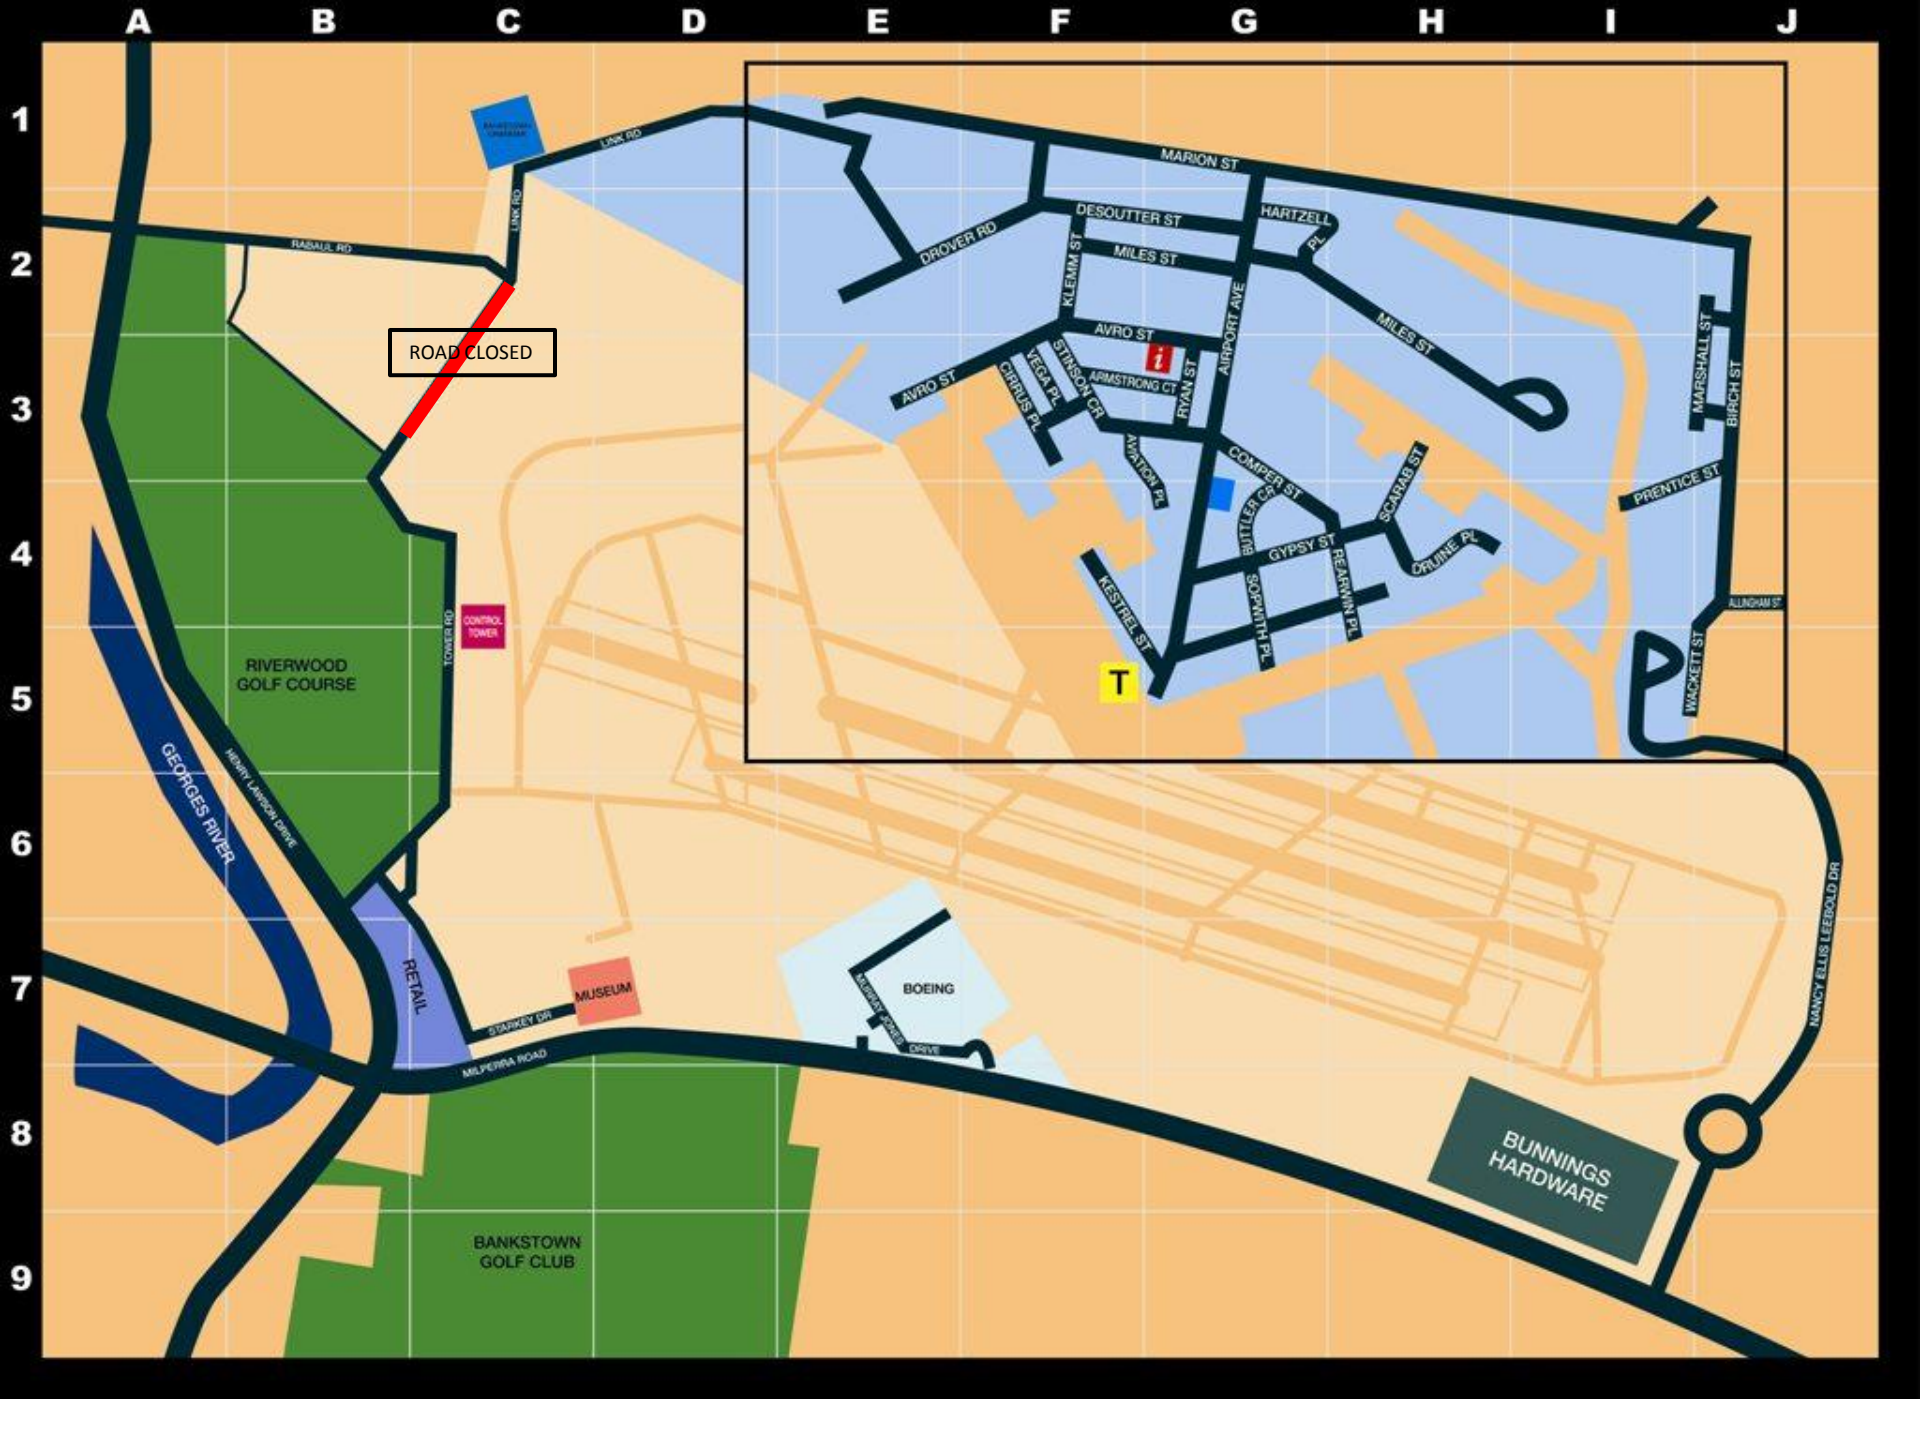 A B C D E F G H I J
1
2
3
4
5
6
7
8
9
LINK RD
LINK RD
MARION ST
RABAUL RD
DROVER RD
DESOUTTER ST
HARTZELL
PL
MILES ST
KLEMM ST
AIRPORT AVE
MILES ST
ROAD CLOSED
AVRO ST
AVRO ST
i
ARMSTRONG CT
RYAN ST
STINSON CR
VEGA PL
CIRRUS PL
MARSHALL ST
BIRCH ST
AVIATION PL
COMPER ST
BUTTLER CR
SCARAB ST
PRENTICE ST
GYPSY ST
DRUINE PL
REARWIN PL
SOPWITH PL
KESTREL ST
ALLINGHAM ST
WACKETT ST
T
TOWER RD
CONTROL
TOWER
RIVERWOOD
GOLF COURSE
GEORGES RIVER
HENRY LAWSON DRIVE
RETAIL
MUSEUM
STARKEY DR
MILPERRA ROAD
BOEING
MURRAY JONES DRIVE
NANCY ELLIS LEEBOLD DR
BUNNINGS
HARDWARE
BANKSTOWN
GOLF CLUB